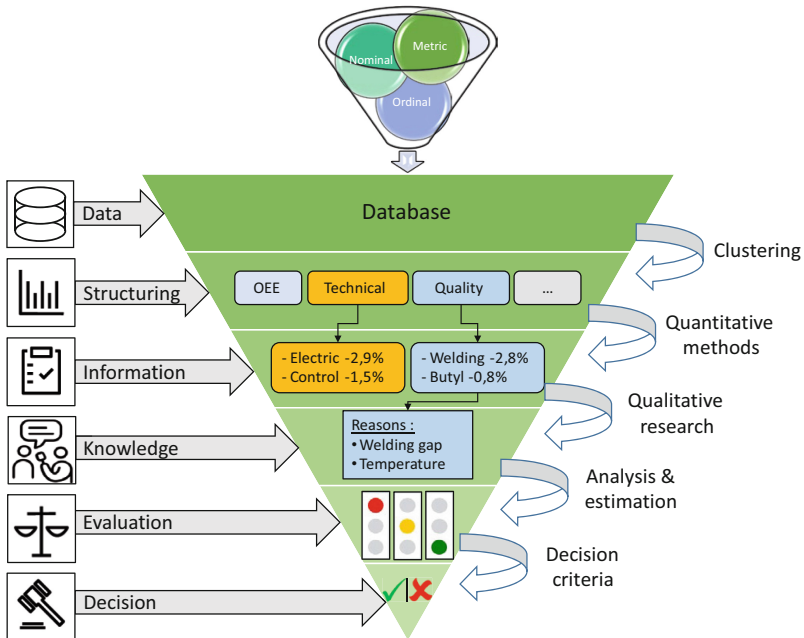 Nominal
Metric
Ordinal
Data
Database
Clustering
Structuring
OEE
Technical
Quality
...
Quantitative
methods
Information
- Electric -2,9%
- Control -1,5%
- Welding -2,8%
- Butyl -0,8%
Qualitative
research
Knowledge
Reasons :
• Welding gap
• Temperature
Analysis &
estimation
Evaluation
Decision
criteria
Decision